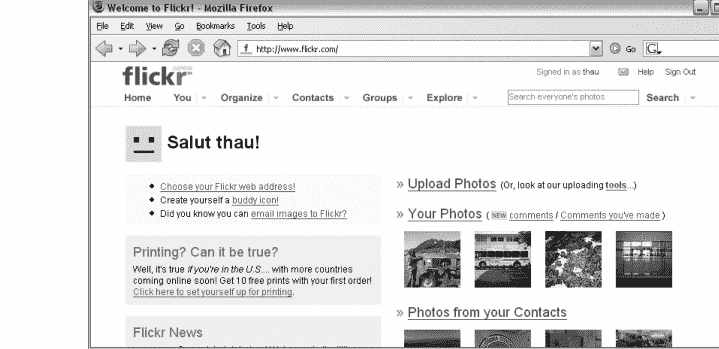 Welcome to Flickr! - Mozilla Firefox
File Edit View Go Bookmarks Tools Help
http://www.flickr.com/ Go G
flickr
Signed in as thau Help Sign Out
Home You Organize Contacts Groups Explore Search everyone's photos Search
Salut thau!
Choose your Flickr web address!
Create yourself a buddy icon!
Did you know you can email images to Flickr?
Printing? Can it be true?
Well, it's true if you're in the U.S.... with more countries
coming online soon! Get 10 free prints with your first order!
Click here to set yourself up for printing.
Flickr News
» Upload Photos (Or, look at our uploading tools...)
» Your Photos ( NEW comments / Comments you've made )
» Photos from your Contacts